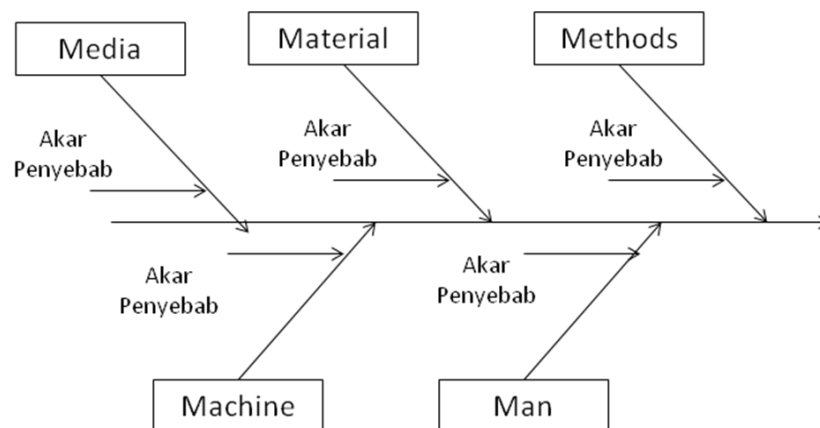 Media
Material
Methods
Akar
Penyebab
Akar
Penyebab
Akar
Penyebab
Akar
Penyebab
Akar
Penyebab
Machine
Man